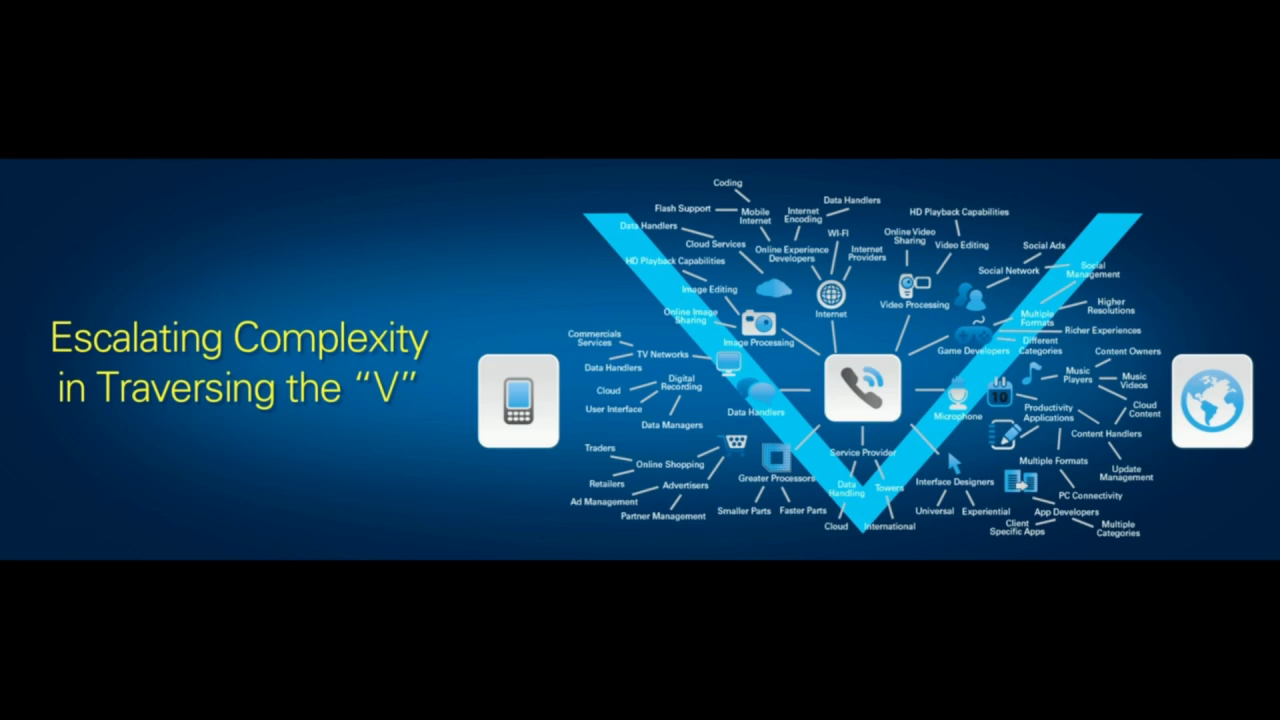 Escalating Complexity
in Traversing the “V”
Coding
Flash Support
Mobile
Internet
Internet
Encoding
Data Handlers
Data Handlers
Cloud Services
Online Experience
Developers
WI-FI
Internet
Providers
Online Video
Sharing
HD Playback Capabilities
Video Editing
HD Playback Capabilities
Image Editing
Online Image
Sharing
Image Processing
Internet
Video Processing
Social Ads
Social Network
Social
Management
Multiple
Formats
Higher
Resolutions
Richer Experiences
Game Developers
Different
Categories
Commercials
Services
TV Networks
Data Handlers
Cloud
Digital
Recording
User Interface
Data Managers
Data Handlers
Microphone
10
Music
Players
Content Owners
Music
Videos
Cloud
Content
Productivity
Applications
Content Handlers
Multiple Formats
Update
Management
PC Connectivity
Traders
Online Shopping
Retailers
Advertisers
Ad Management
Partner Management
Greater Processors
Smaller Parts
Faster Parts
Service Provider
Data
Handling
Towers
Cloud
International
Interface Designers
Universal
Experiential
App Developers
Client
Specific Apps
Multiple
Categories